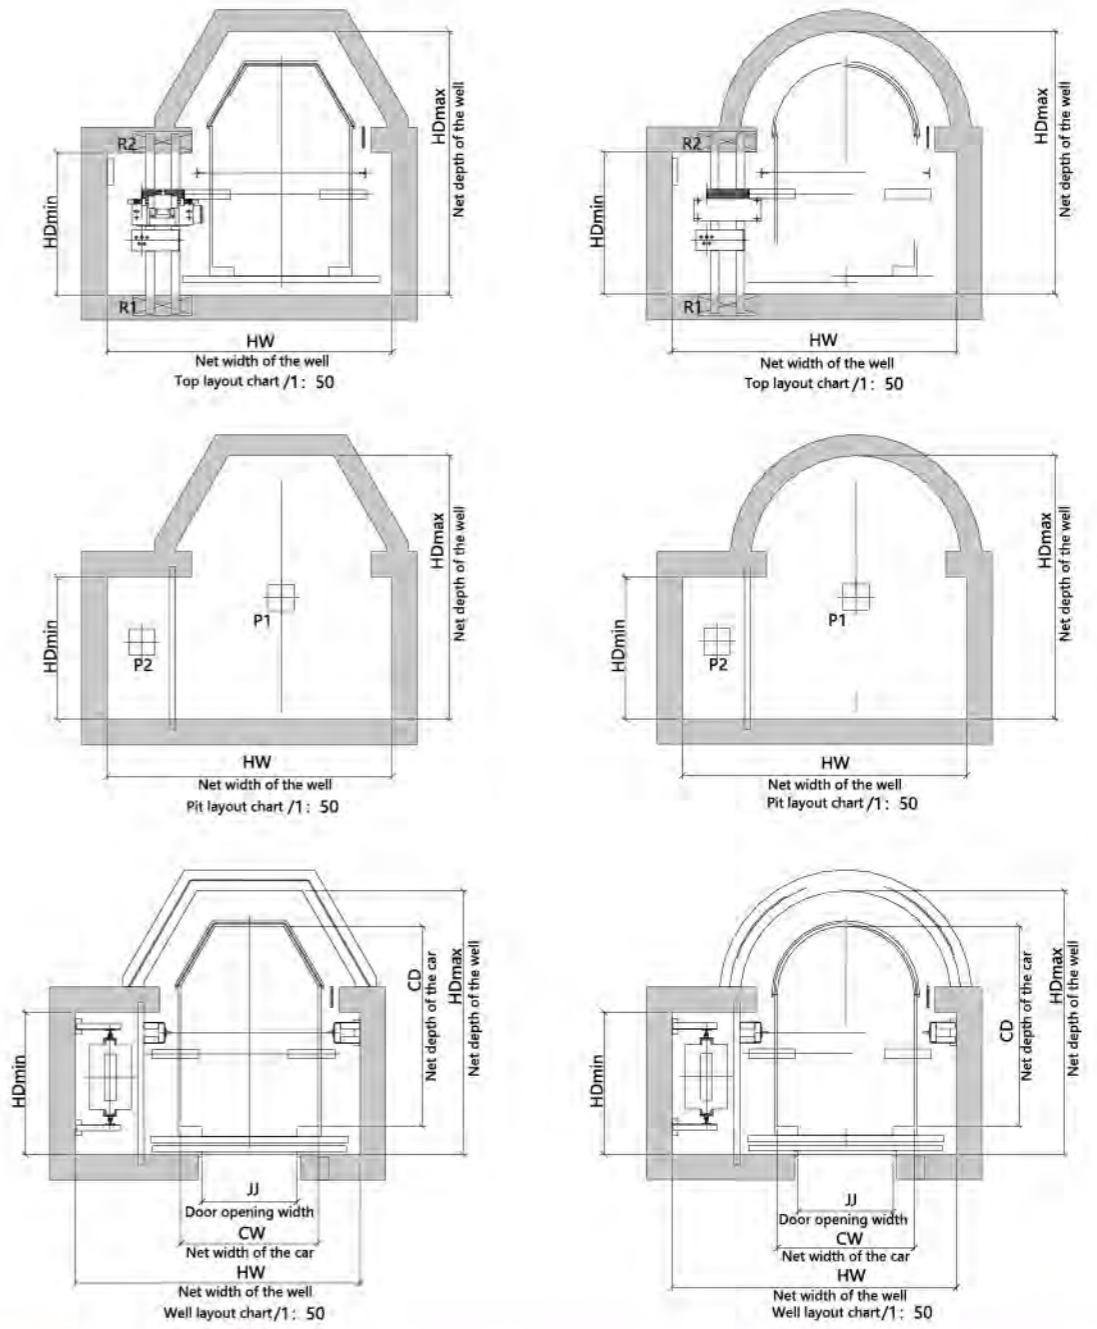 R2
HDmin
HDmax
Net depth of the well
R1
HW
Net width of the well
Top layout chart /1: 50
R2
HDmin
HDmax
Net depth of the well
R1
HW
Net width of the well
Top layout chart /1: 50
HDmin
P1
P2
HDmax
Net depth of the well
HW
Net width of the well
Pit layout chart /1: 50
HDmin
P1
P2
HDmax
Net depth of the well
HW
Net width of the well
Pit layout chart /1: 50
HDmin
CD
Net depth of the car
HDmax
Net depth of the well
JJ
Door opening width
CW
Net width of the car
HW
Net width of the well
Well layout chart/1: 50
HDmin
CD
Net depth of the car
HDmax
Net depth of the well
JJ
Door opening width
CW
Net width of the car
HW
Net width of the well
Well layout chart/1: 50